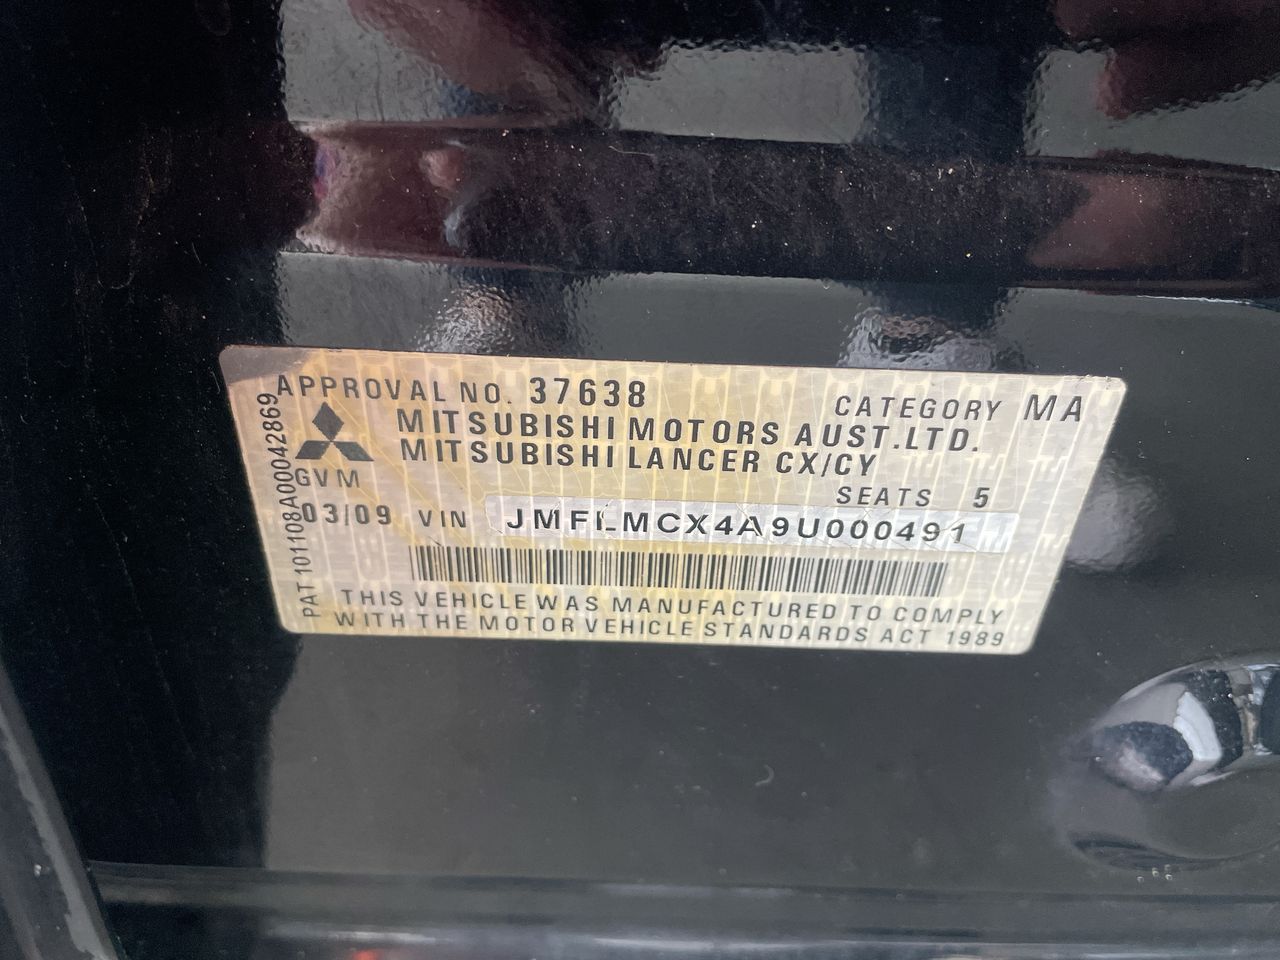 APPROVAL NO. 37638
CATEGORY MA
MITSUBISHI MOTORS AUST.LTD.
MITSUBISHI LANCER CX/CY
GVM
SEATS 5
03/09 VIN JMFLMCX4A9U000491
THIS VEHICLE WAS MANUFACTURED TO COMPLY
WITH THE MOTOR VEHICLE STANDARDS ACT 1989
PAT 101108A00042869